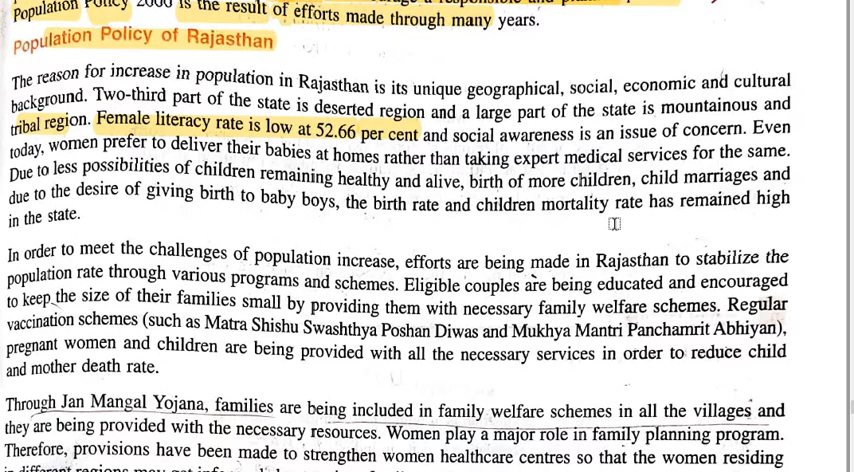 Population Policy 2000 is the result of efforts made through many years.
Population Policy of Rajasthan
The reason for increase in population in Rajasthan is its unique geographical, social, economic and cultural
background. Two-third part of the state is deserted region and a large part of the state is mountainous and
tribal region. Female literacy rate is low at 52.66 per cent and social awareness is an issue of concern. Even
today, women prefer to deliver their babies at homes rather than taking expert medical services for the same.
Due to less possibilities of children remaining healthy and alive, birth of more children, child marriages and
due to the desire of giving birth to baby boys, the birth rate and children mortality rate has remained high
in the state.
In order to meet the challenges of population increase, efforts are being made in Rajasthan to stabilize the
population rate through various programs and schemes. Eligible couples are being educated and encouraged
to keep the size of their families small by providing them with necessary family welfare schemes. Regular
vaccination schemes (such as Matra Shishu Swashthya Poshan Diwas and Mukhya Mantri Panchamrit Abhiyan),
pregnant women and children are being provided with all the necessary services in order to reduce child
and mother death rate.
Through Jan Mangal Yojana, families are being included in family welfare schemes in all the villages and
they are being provided with the necessary resources. Women play a major role in family planning program.
Therefore, provisions have been made to strengthen women healthcare centres so that the women residing